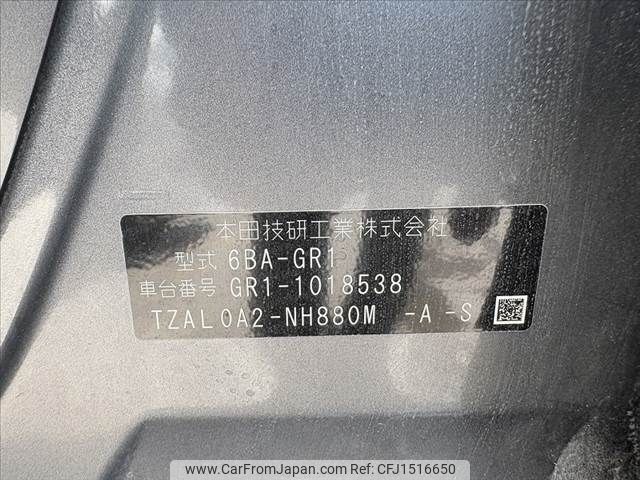 本田技研工業株式会社
型式 6BA-GR1
車台番号 GR1-1018538
TZAL0A2-NH880M -A -S
www.CarFromJapan.com | Ref No. CFJ1516650